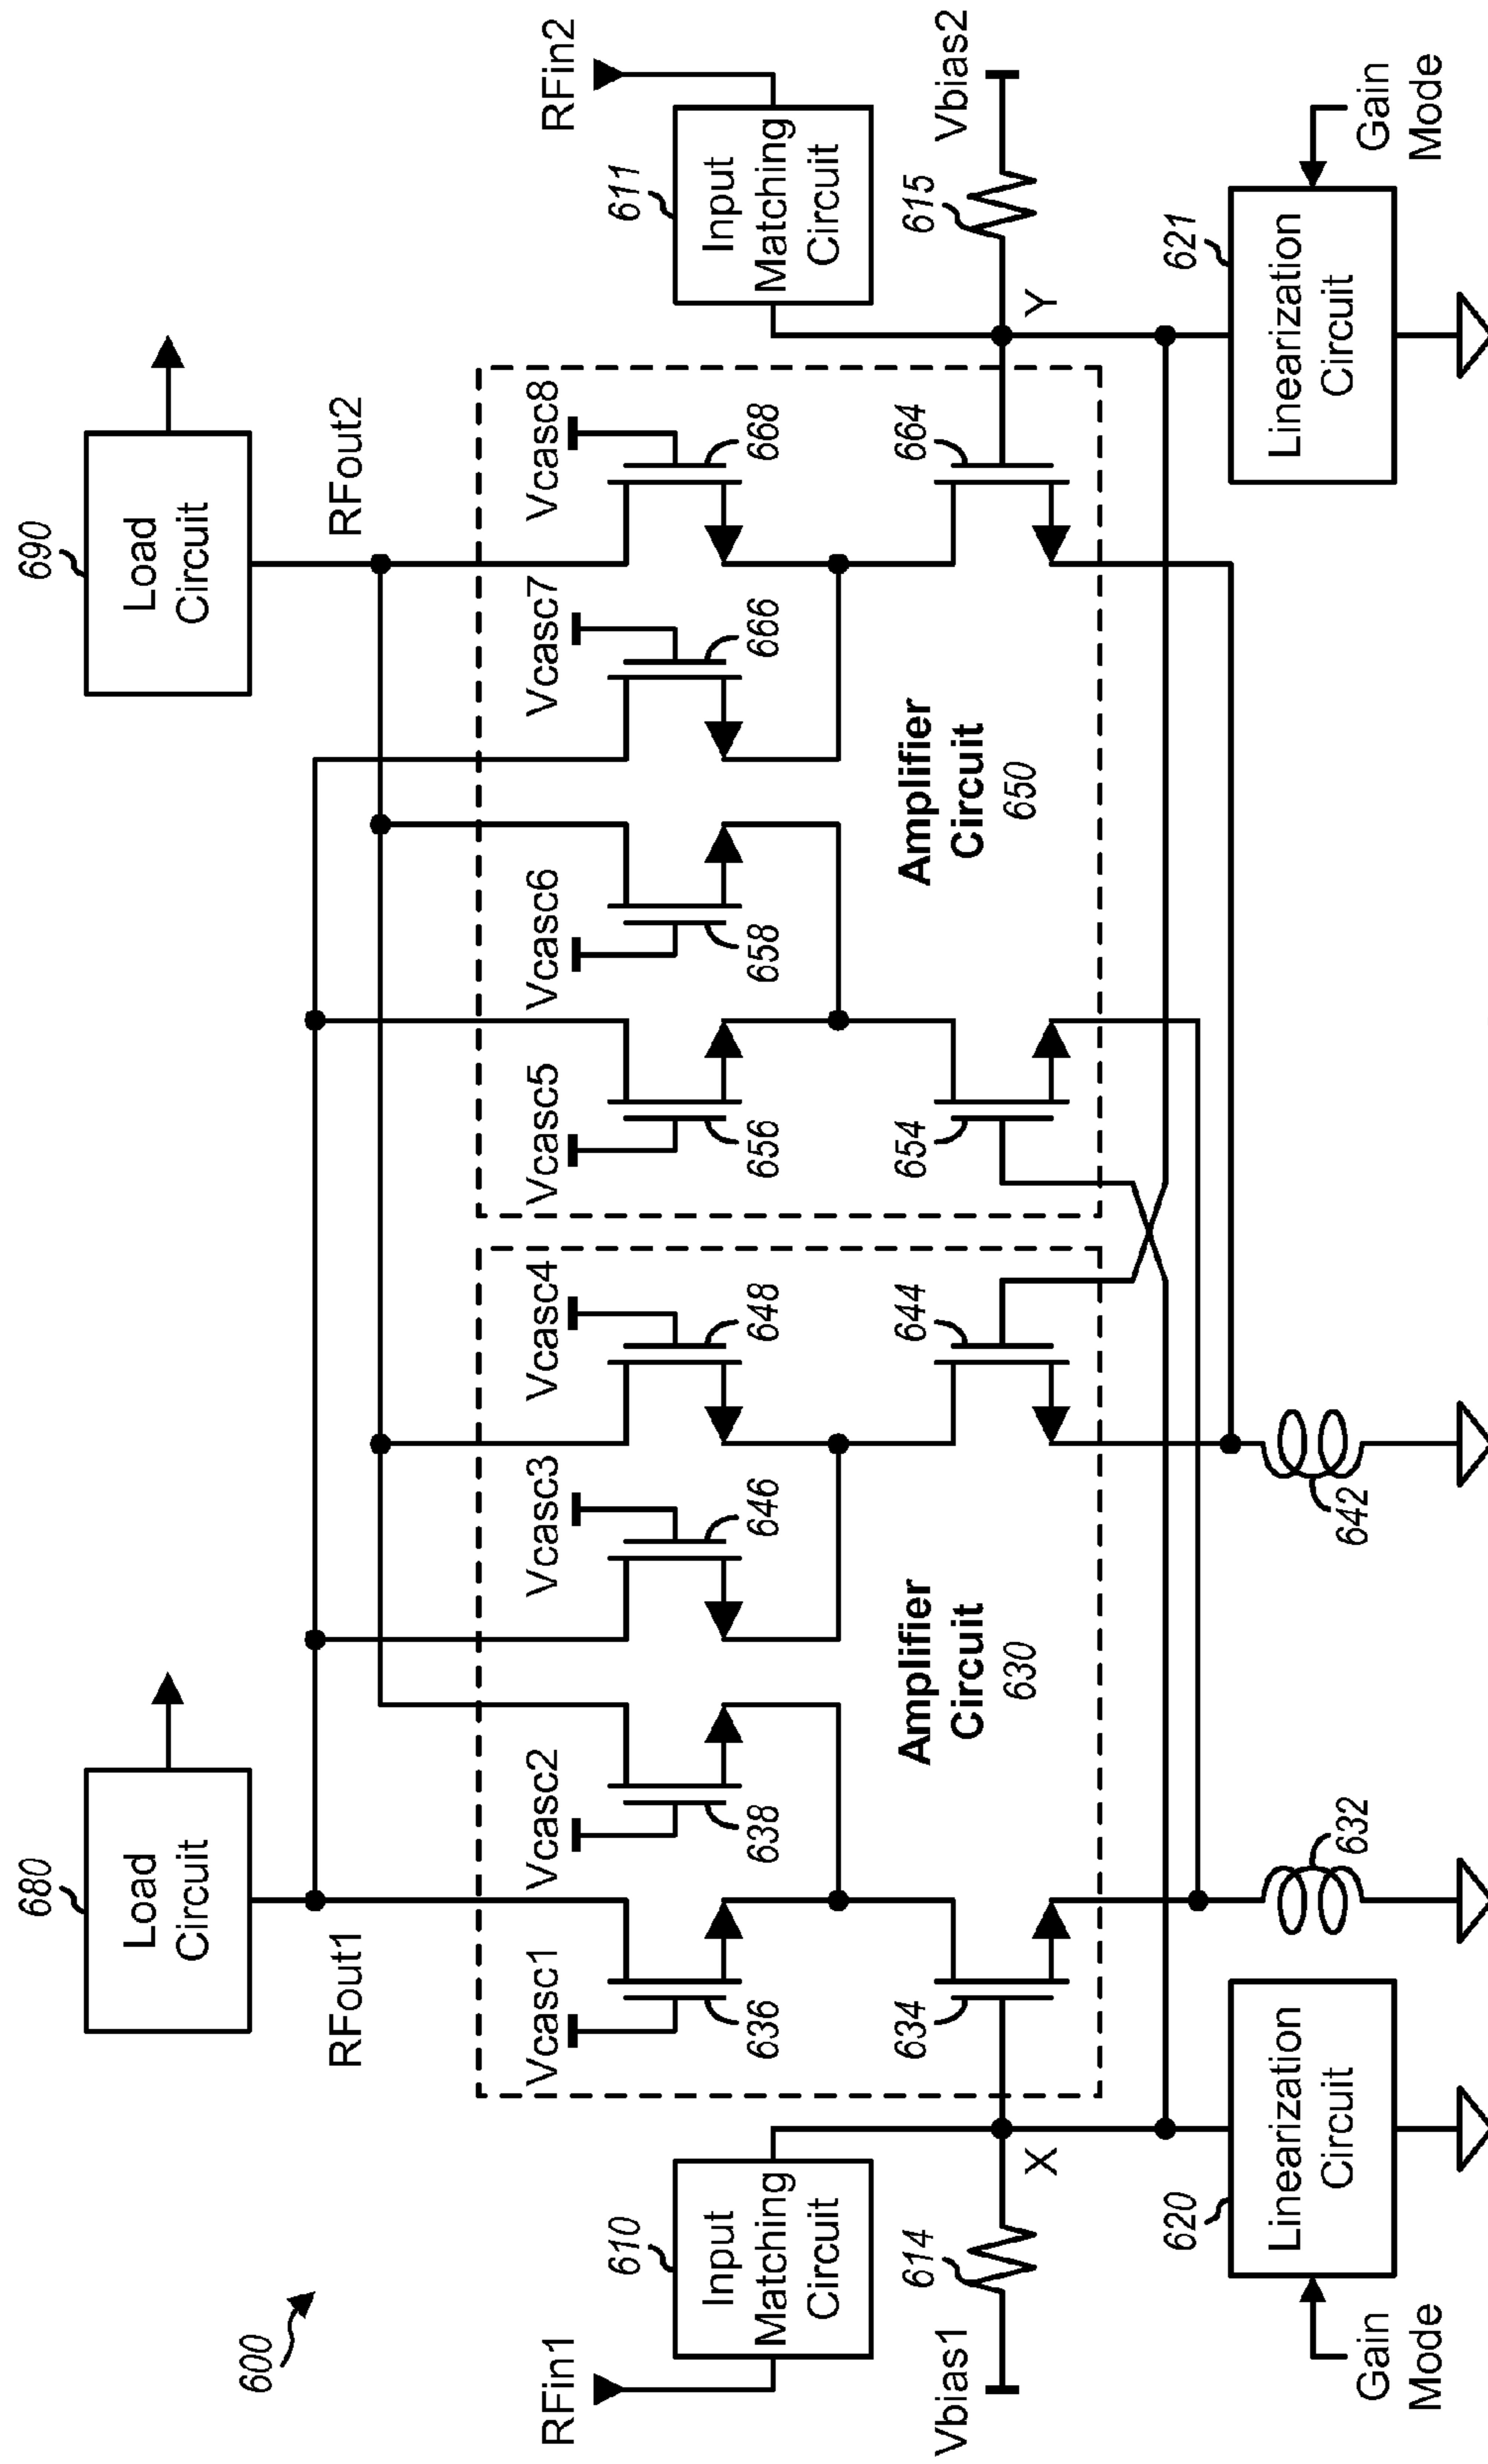 600
680
Load
Circuit
690
Load
Circuit
RFout1
RFout2
Vcasc1
Vcasc2
Vcasc3
Vcasc4
Vcasc5
Vcasc6
Vcasc7
Vcasc8
636
638
646
648
656
658
666
668
RFin1
610
Input
Matching
Circuit
RFin2
611
Input
Matching
Circuit
634
Amplifier
Circuit
630
644
654
Amplifier
Circuit
650
664
Vbias1
614
X
Vbias2
615
Y
620
Linearization
Circuit
Gain
Mode
632
642
621
Linearization
Circuit
Gain
Mode